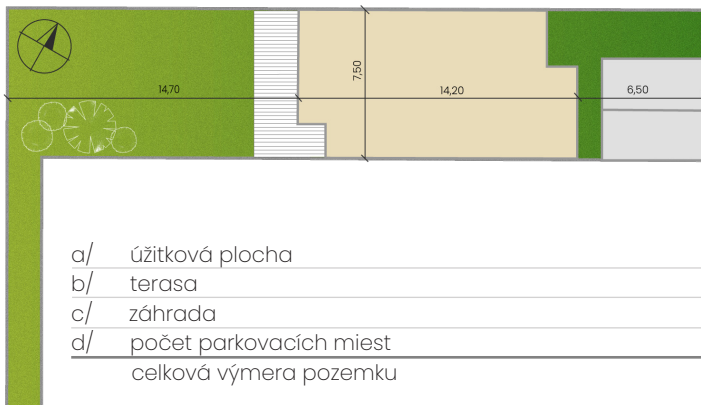 7,50
14,70
14,20
6,50
a/ úžitková plocha
b/ terasa
c/ záhrada
d/ počet parkovacích miest
celková výmera pozemku